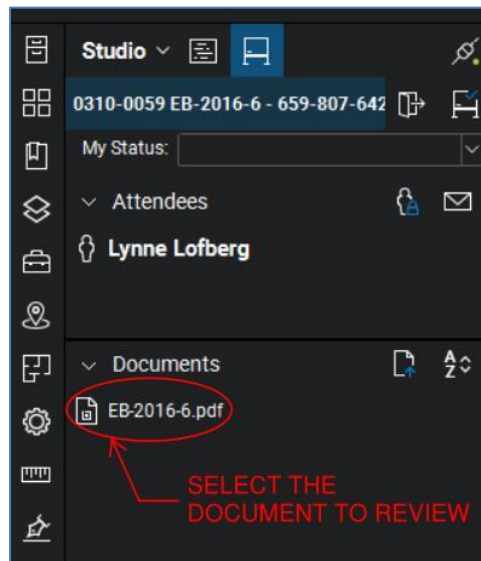 Studio
0310-0059 EB-2016-6 - 659-807-642
My Status:
Attendees
Lynne Lofberg
Documents
A
Z
EB-2016-6.pdf
SELECT THE
DOCUMENT TO REVIEW